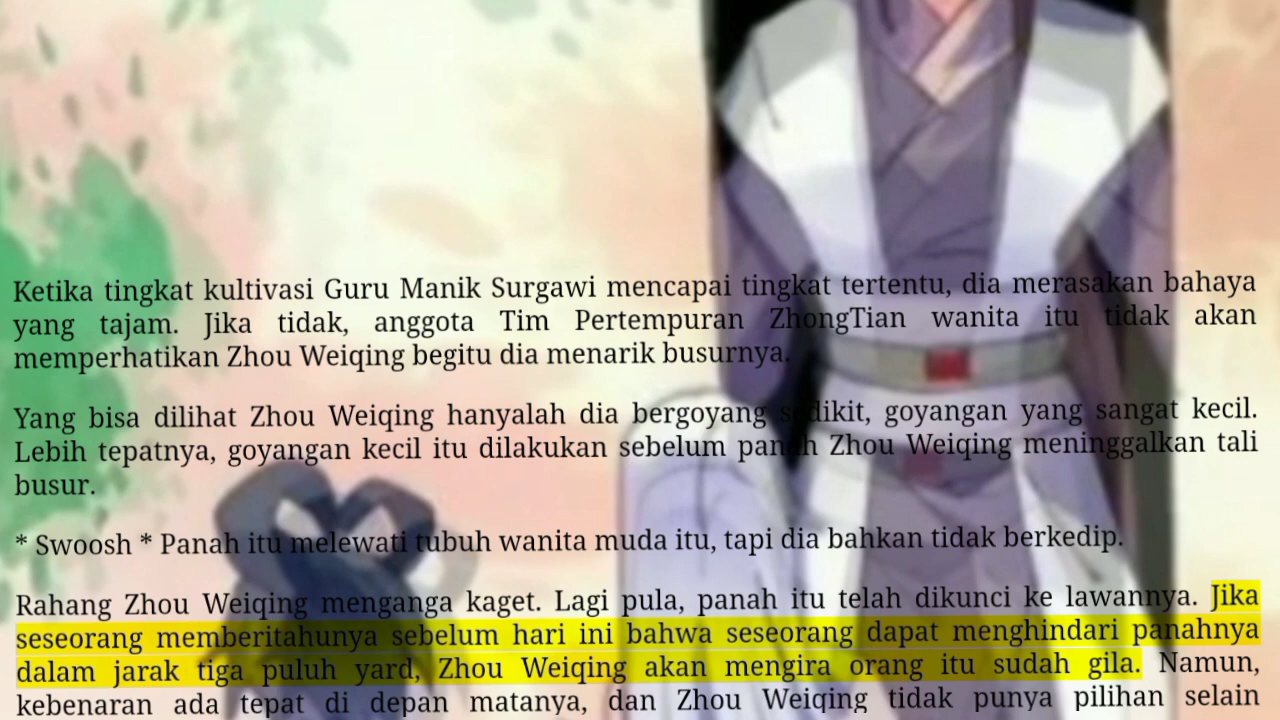 Ketika tingkat kultivasi Guru Manik Surgawi mencapai tingkat tertentu, dia merasakan bahaya
yang tajam. Jika tidak, anggota Tim Pertempuran ZhongTian wanita itu tidak akan
memperhatikan Zhou Weiqing begitu dia menarik busurnya.
Yang bisa dilihat Zhou Weiqing hanyalah dia bergoyang sedikit, goyangan yang sangat kecil.
Lebih tepatnya, goyangan kecil itu dilakukan sebelum panah Zhou Weiqing meninggalkan tali
busur.
* Swoosh * Panah itu melewati tubuh wanita muda itu, tapi dia bahkan tidak berkedip.
Rahang Zhou Weiqing menganga kaget. Lagi pula, panah itu telah dikunci ke lawannya. Jika
seseorang memberitahunya sebelum hari ini bahwa seseorang dapat menghindari panahnya
dalam jarak tiga puluh yard, Zhou Weiqing akan mengira orang itu sudah gila. Namun,
kebenaran ada tepat di depan matanya, dan Zhou Weiqing tidak punya pilihan selain